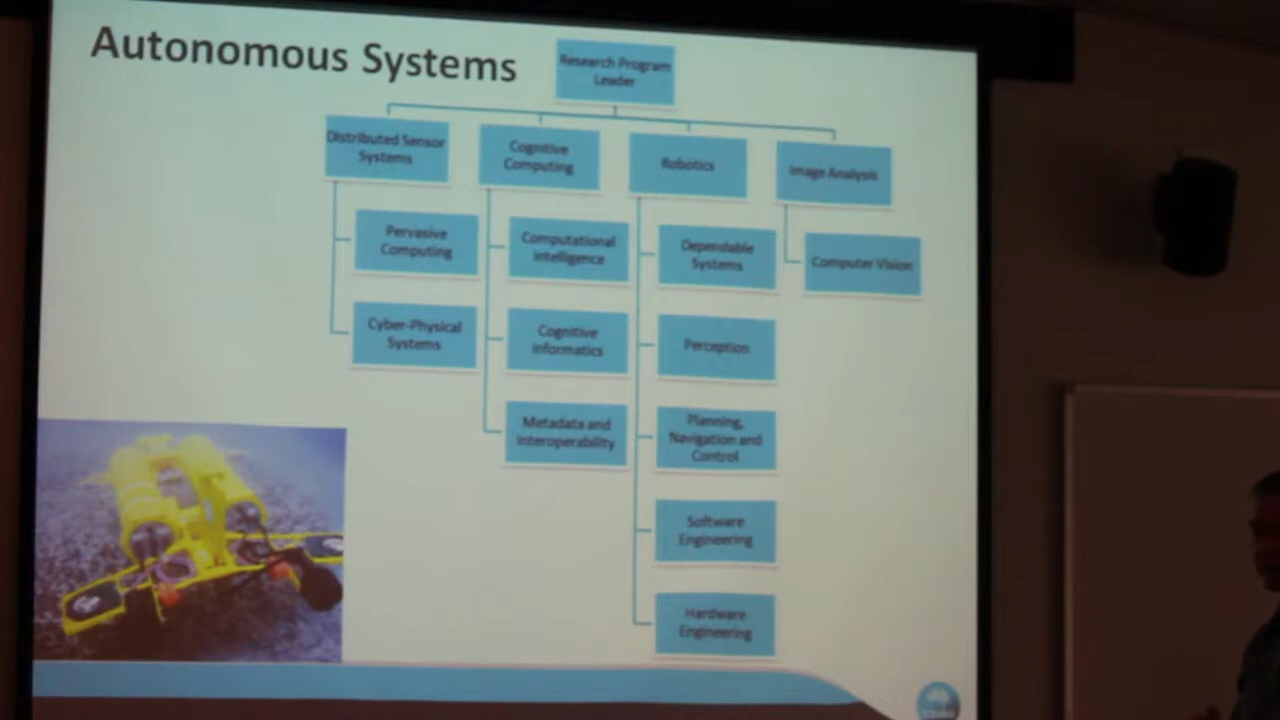 Autonomous Systems
Research Program
Leader
Distributed Sensor
Systems
Cognitive
Computing
Robotics
Image Analysis
Pervasive
Computing
Computational
Intelligence
Dependable
Systems
Computer Vision
Cyber-Physical
Systems
Cognitive
Informatics
Perception
Metadata and
Interoperability
Planning,
Navigation and
Control
Software
Engineering
Hardware
Engineering